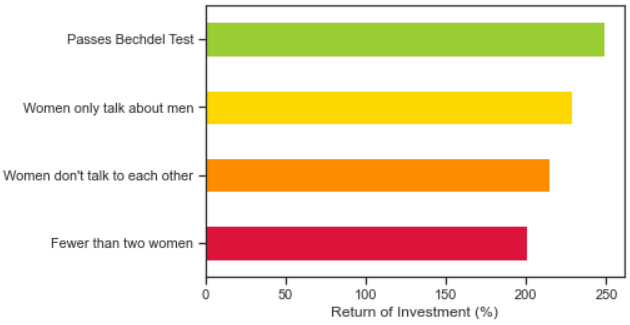 Passes Bechdel Test
Women only talk about men
Women don't talk to each other
Fewer than two women
0 50 100 150 200 250
Return of Investment (%)